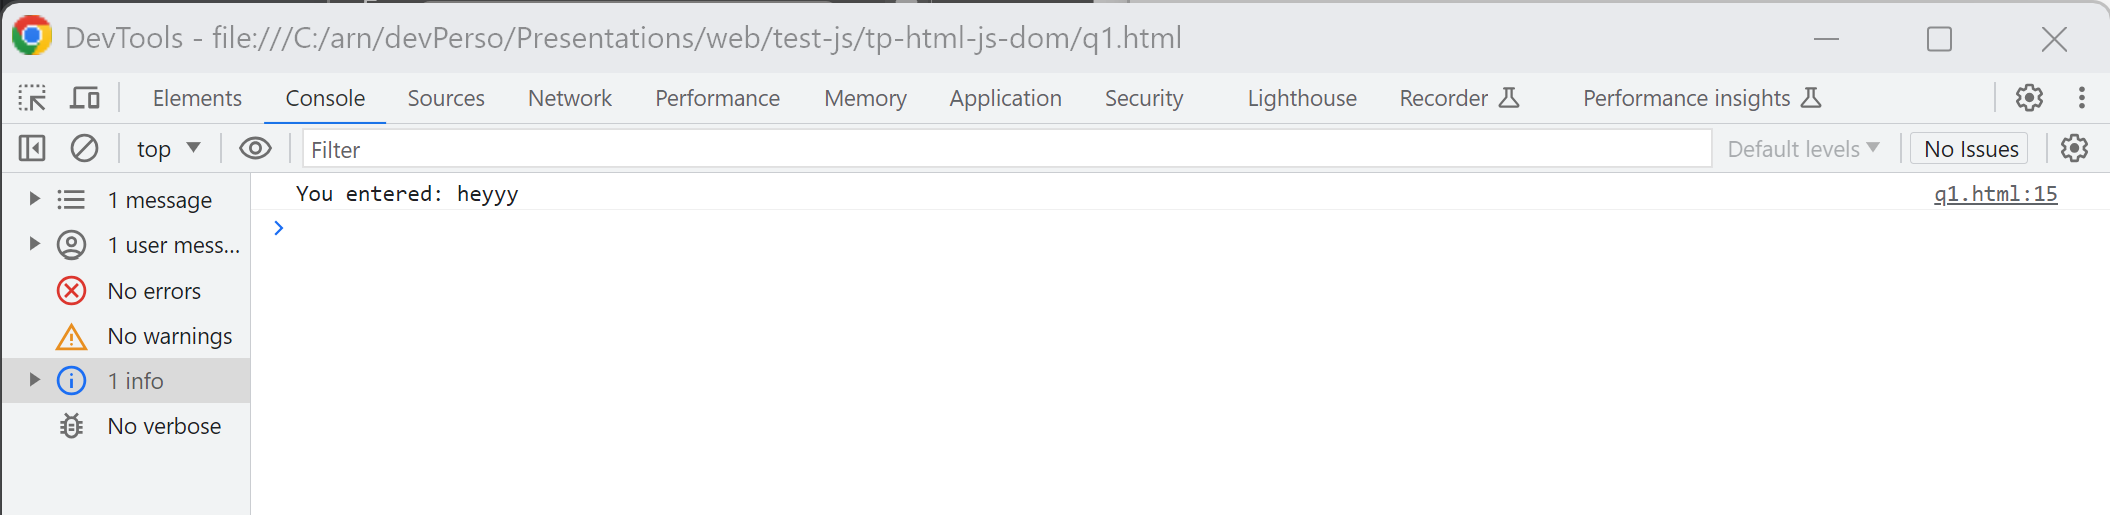 DevTools - file:///C:/arn/devPerso/Presentations/web/test-js/tp-html-js-dom/q1.html
Elements Console Sources Network Performance Memory Application Security Lighthouse Recorder Performance insights
top Filter Default levels No Issues
1 message
1 user mess...
No errors
No warnings
1 info
No verbose
You entered: heyyy q1.html:15